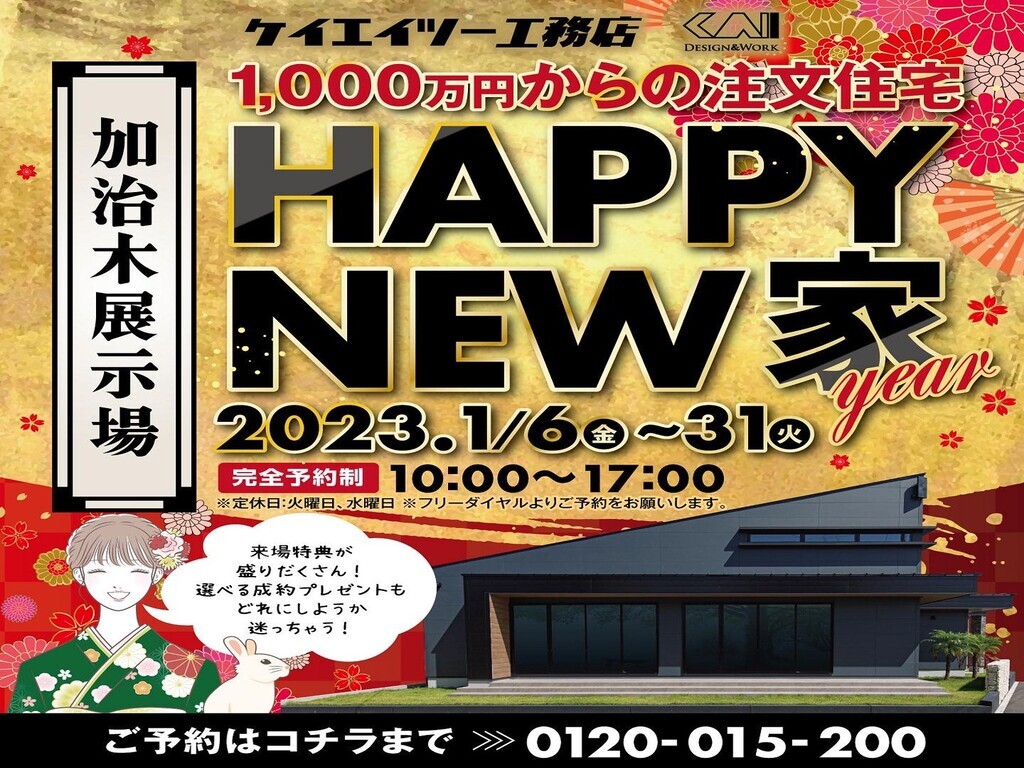 ケイエイツー工務店
DESIGN&WORK
1,000万円からの注文住宅
加治木展示場
HAPPY
NEW家
year
2023.1/6金~31火
完全予約制 10:00~17:00
※定休日:火曜日、水曜日 ※フリーダイヤルよりご予約をお願いします。
来場特典が
盛りだくさん!
選べる成約プレゼントも
どれにしようか
迷っちゃう!
ご予約はコチラまで >>> 0120-015-200